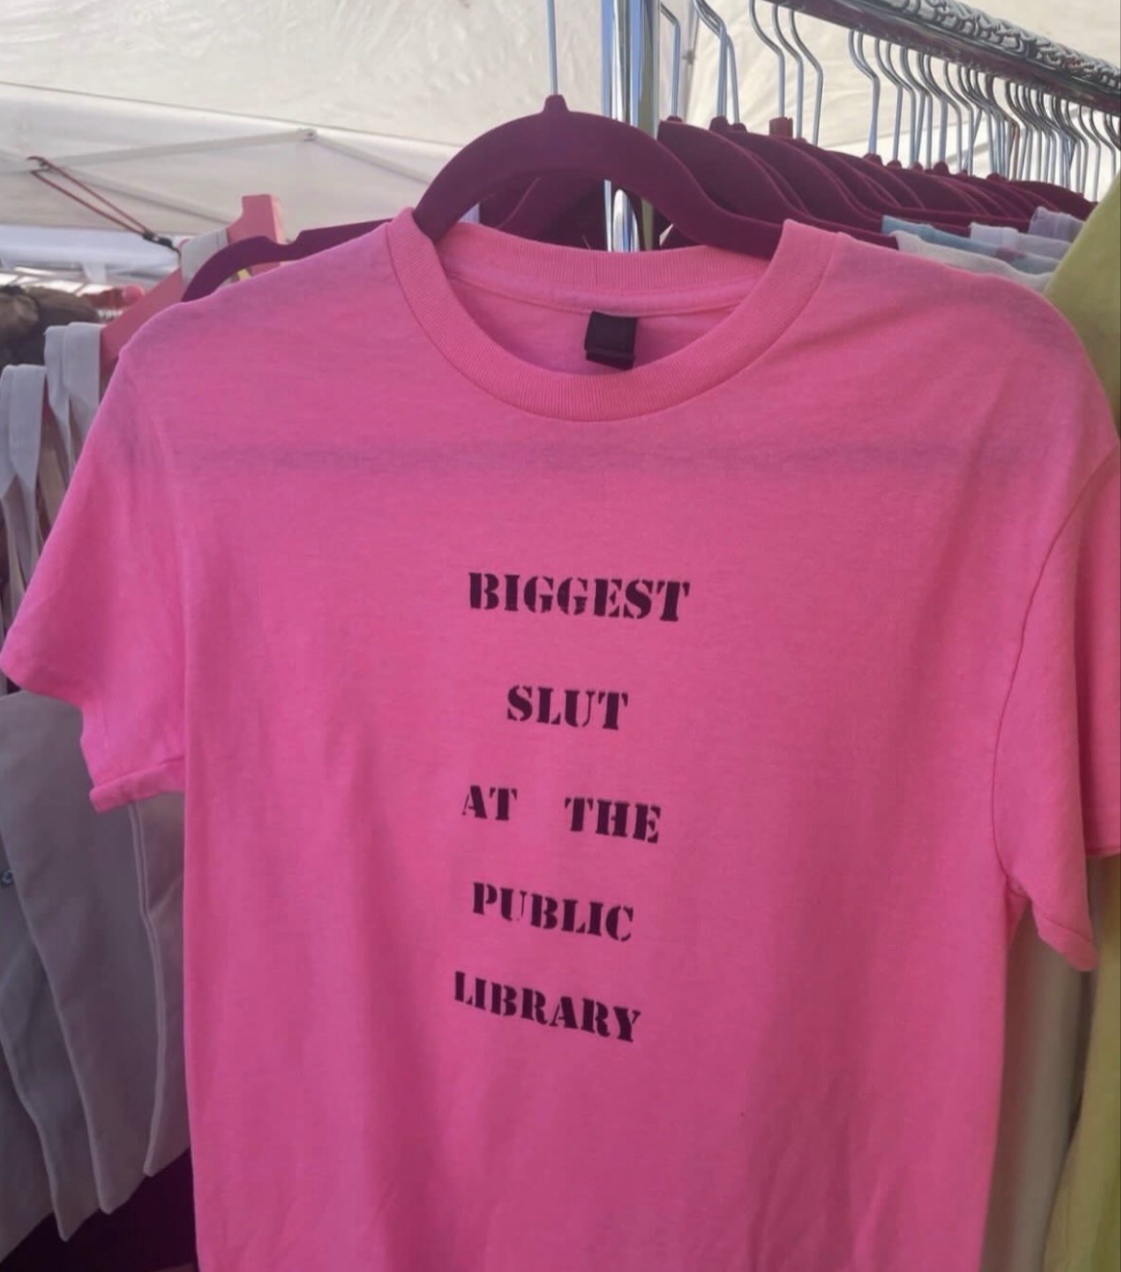 BIGGEST
SLUT
AT THE
PUBLIC
LIBRARY